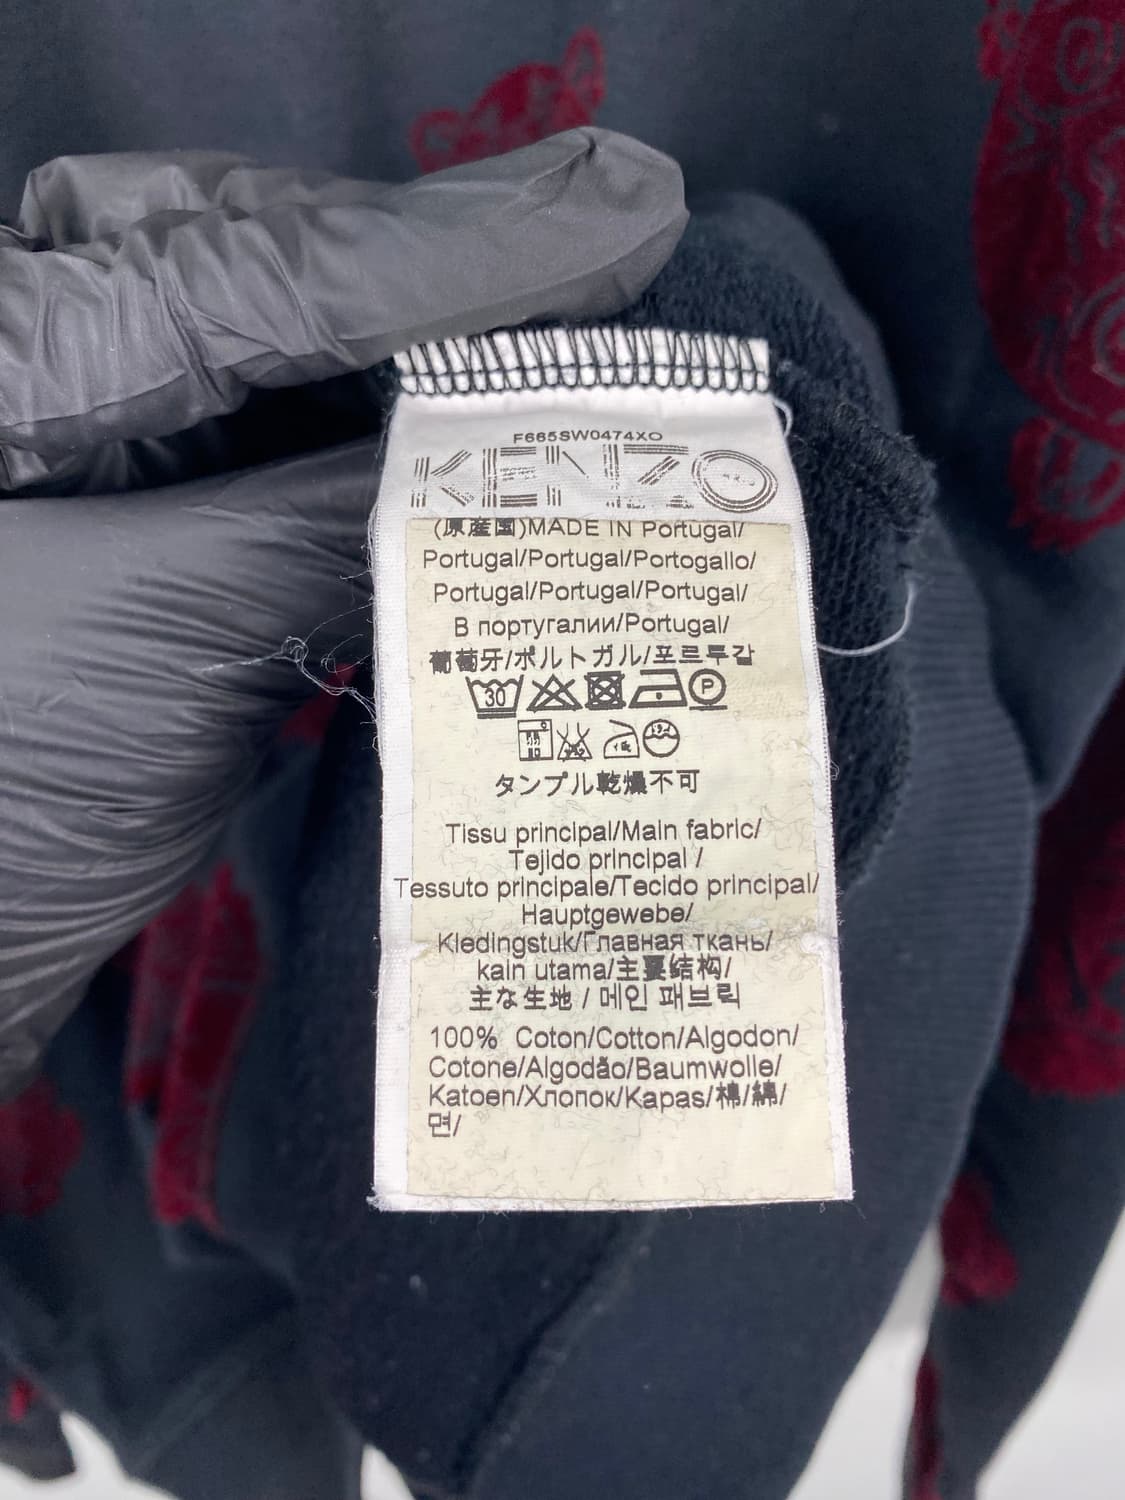 F665SW0474XO
KENZO
(原産国)MADE IN Portugal/
Portugal/Portugal/Portogallo/
Portugal/Portugal/Portugal/
В португалии/Portugal/
葡萄牙/ポルトガル/포르투갈
30 P
タンブル乾燥不可
Tissu principal/Main fabric/
Tejido principal /
Tessuto principale/Tecido principal/
Hauptgewebe/
Kledingstuk/Главная ткань/
kain utama/主要结构/
主な生地 / 메인 패브릭
100% Coton/Cotton/Algodon/
Cotone/Algodão/Baumwolle/
Katoen/Хлопок/Kapas/棉/綿/
면/